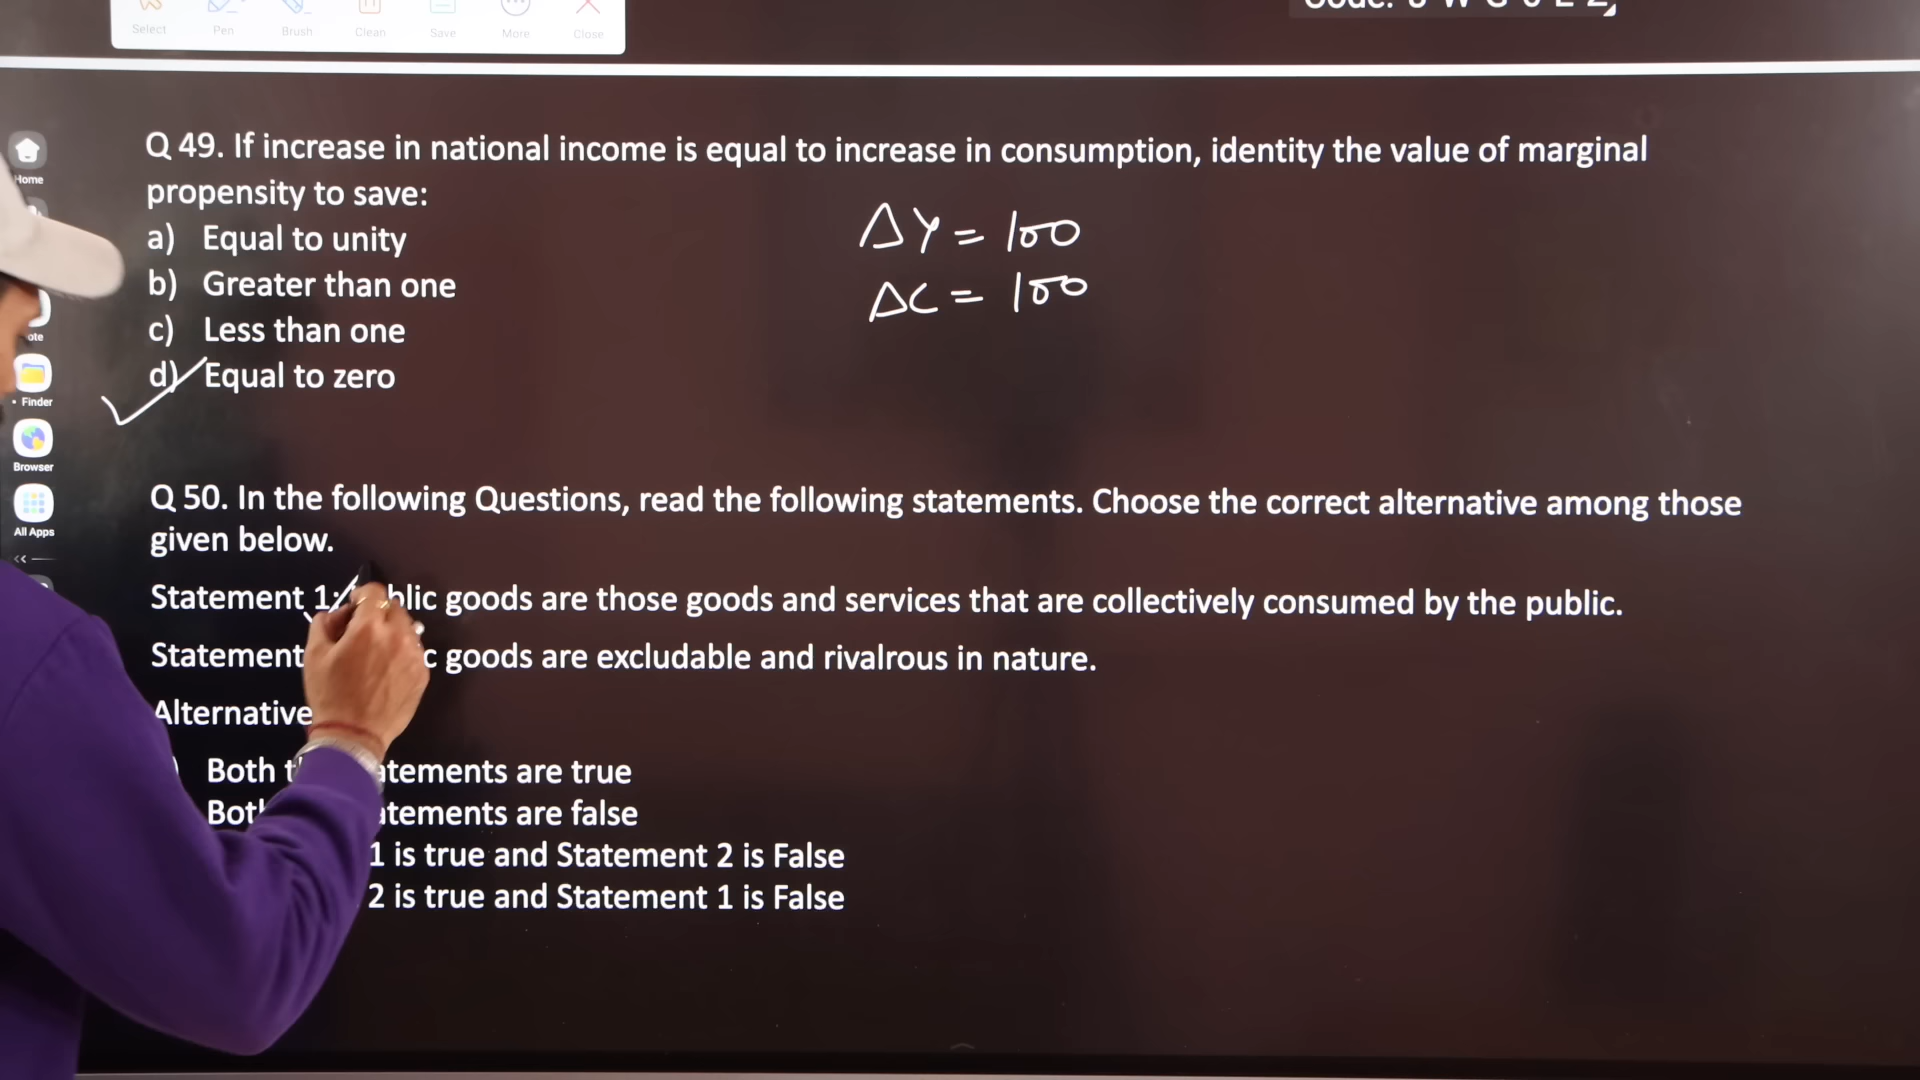 Select Pen Brush Clean Save More Close
Home
Q 49. If increase in national income is equal to increase in consumption, identity the value of marginal
propensity to save:
a) Equal to unity
b) Greater than one
c) Less than one
d) Equal to zero
ΔY = 100
ΔC = 100
Finder
Browser
All Apps
Q 50. In the following Questions, read the following statements. Choose the correct alternative among those
given below.
Statement 1: goods are those goods and services that are collectively consumed by the public.
Statement goods are excludable and rivalrous in nature.
Alternative
Both are true
are false
1 is true and Statement 2 is False
2 is true and Statement 1 is False